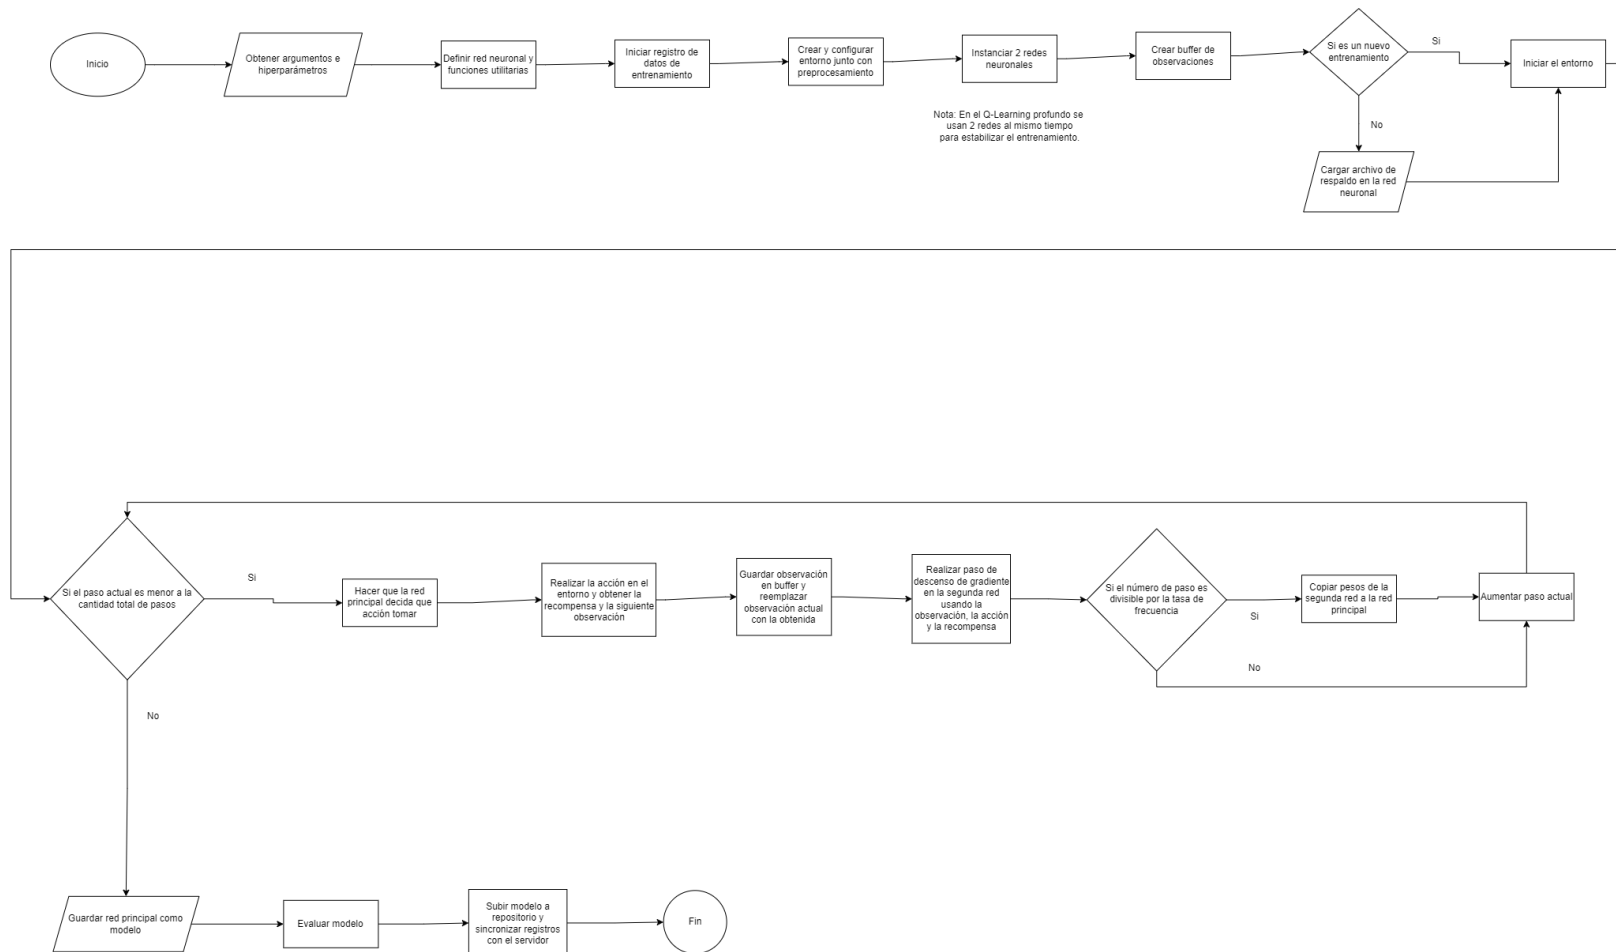 Inicio
Obtener argumentos e
hiperparámetros
Definir red neuronal y
funciones utilitarias
Iniciar registro de
datos de
entrenamiento
Crear y configurar
entorno junto con
preprocesamiento
Instanciar 2 redes
neuronales
Crear buffer de
observaciones
Si es un nuevo
entrenamiento
Si
Iniciar el entorno
Nota: En el Q-Learning profundo se
usan 2 redes al mismo tiempo
para estabilizar el entrenamiento.
No
Cargar archivo de
respaldo en la red
neuronal
Si el paso actual es menor a la
cantidad total de pasos
Si
Hacer que la red
principal decida que
acción tomar
Realizar la acción en el
entorno y obtener la
recompensa y la siguiente
observación
Guardar observación
en buffer y
reemplazar
observación actual
con la obtenida
Realizar paso de
descenso de gradiente
en la segunda red
usando la
observación, la acción
y la recompensa
Si el número de paso es
divisible por la tasa de
frecuencia
Si
Copiar pesos de la
segunda red a la red
principal
Aumentar paso actual
No
No
Guardar red principal como
modelo
Evaluar modelo
Subir modelo a
repositorio y
sincronizar registros
con el servidor
Fin